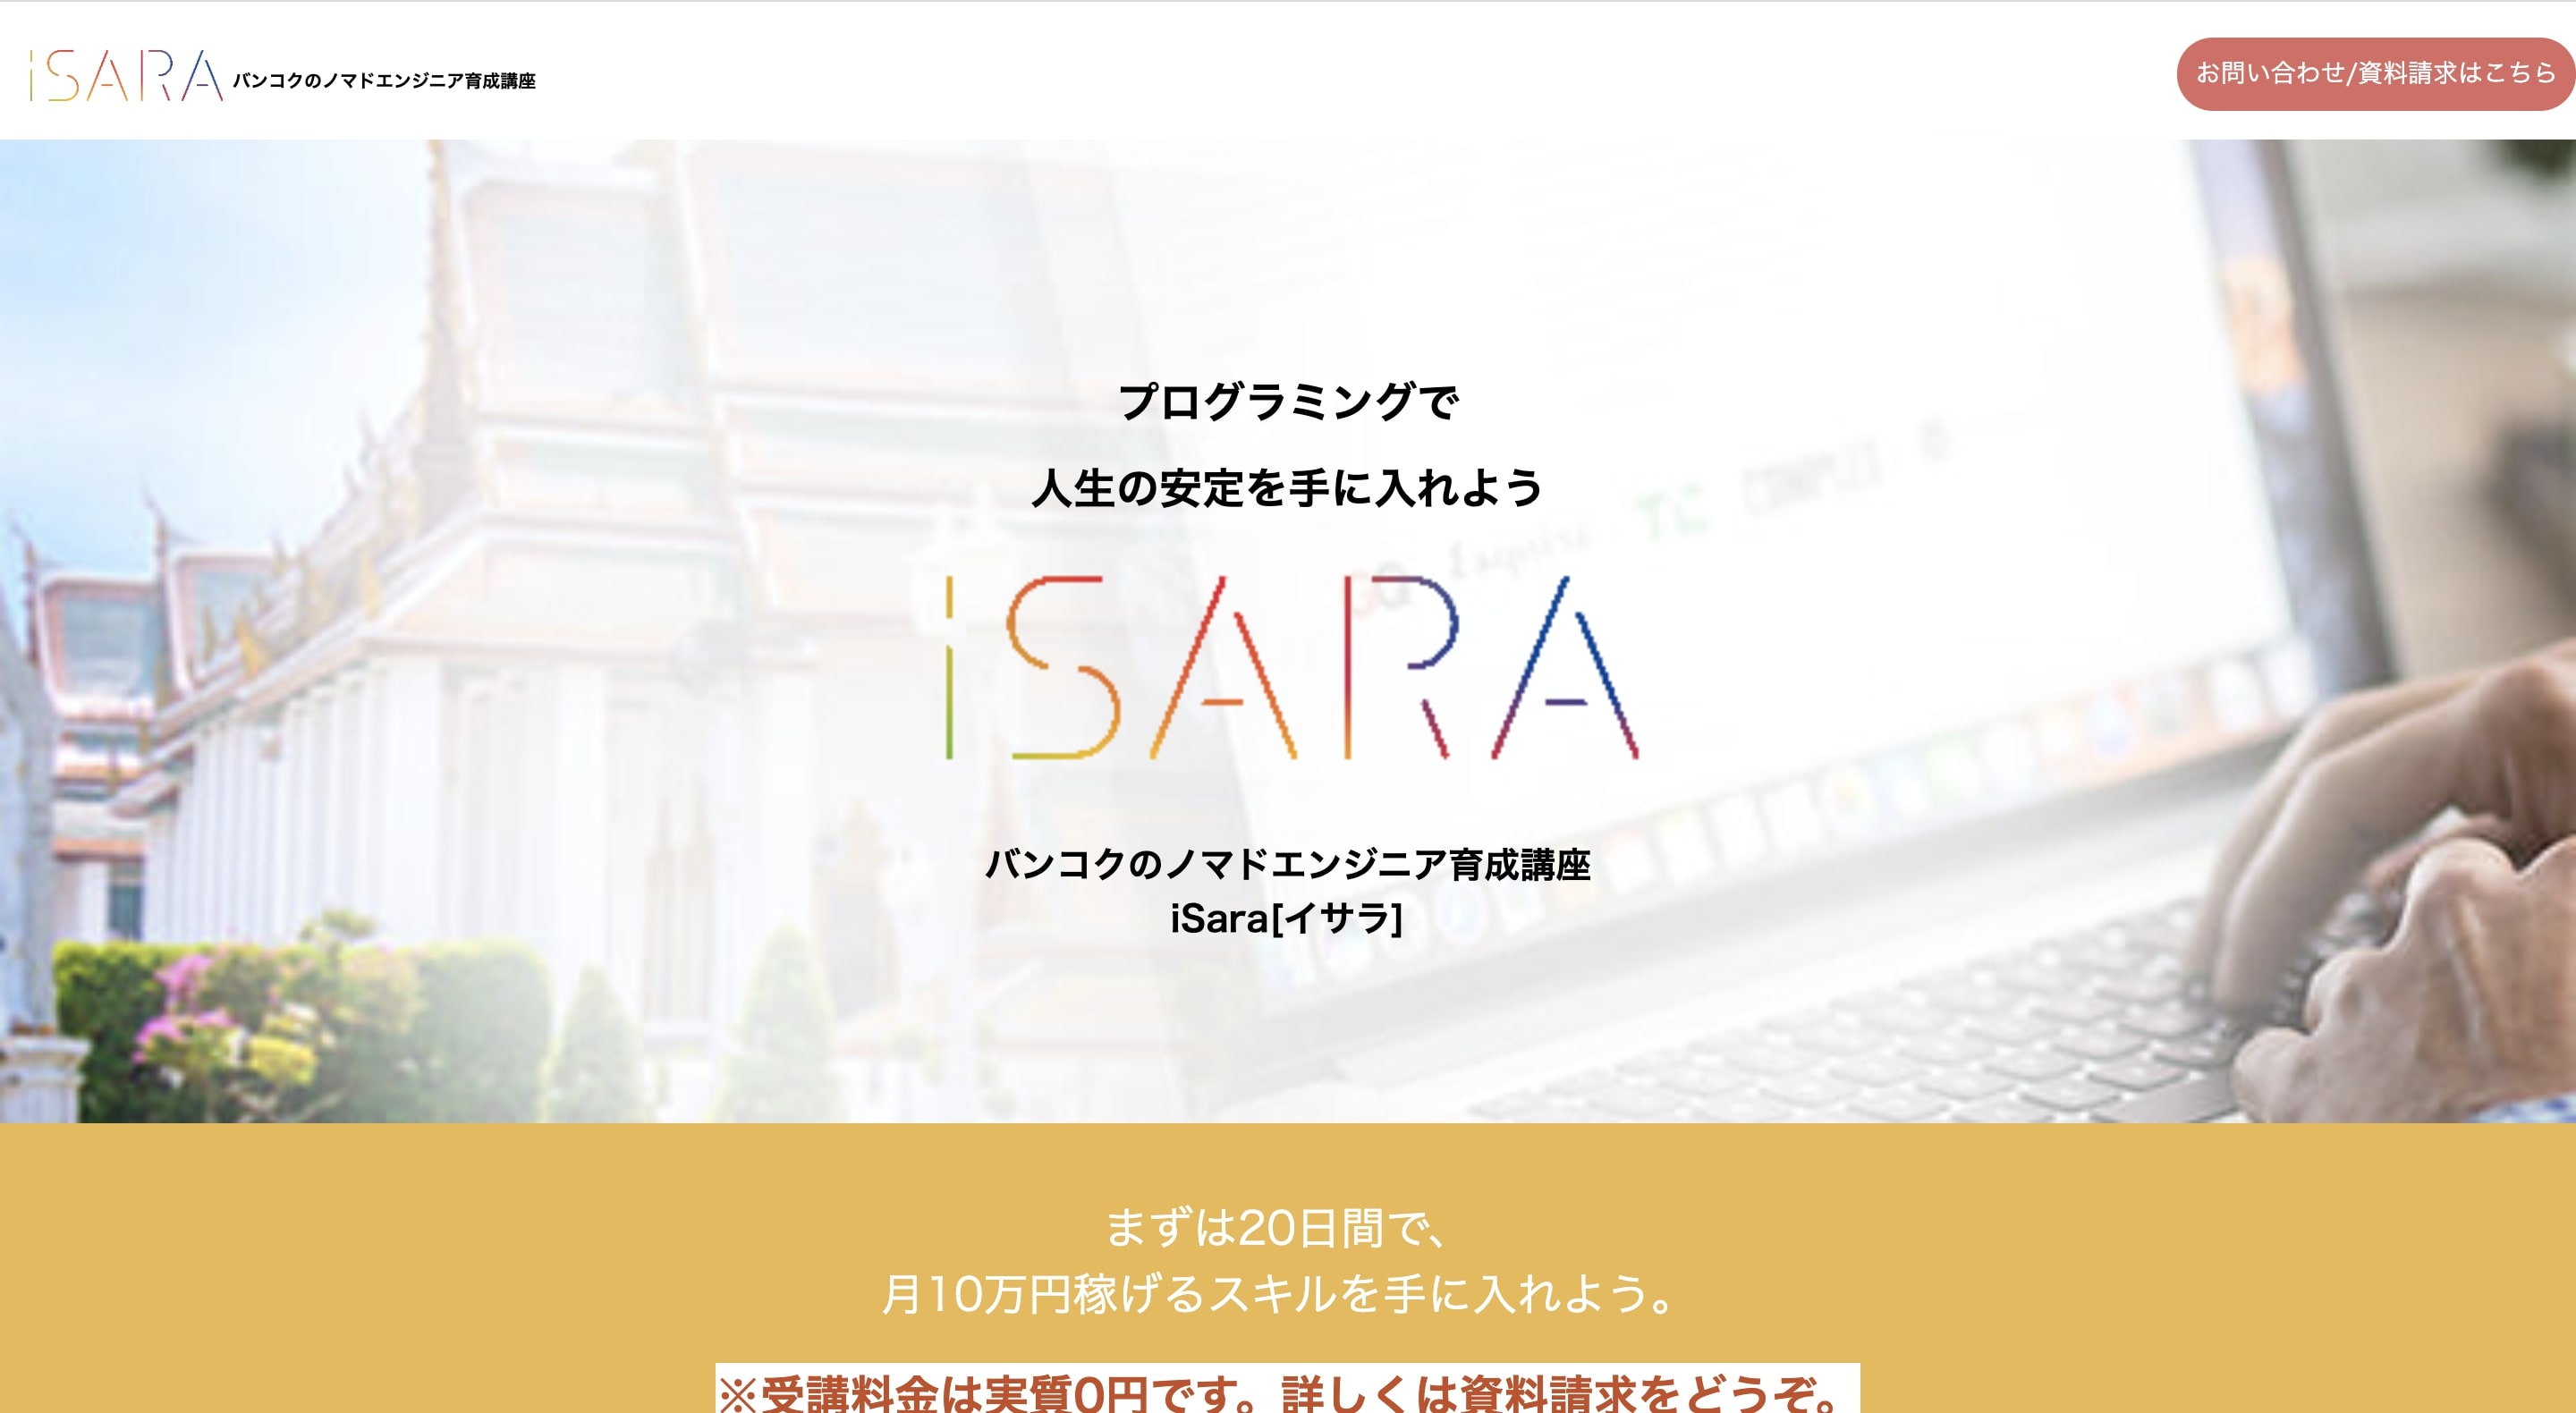 iSARA バンコクのノマドエンジニア育成講座
お問い合わせ/資料請求はこちら
プログラミングで
人生の安定を手に入れよう
iSARA
バンコクのノマドエンジニア育成講座
iSara[イサラ]
まずは20日間で、
月10万円稼げるスキルを手に入れよう。
※受講料金は実質0円です。詳しくは資料請求をどうぞ。